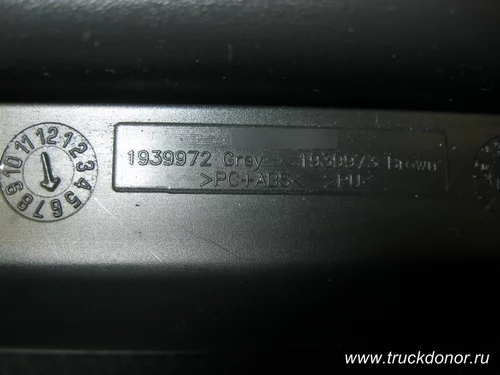 1939972 Grey - 1939973 Brown
>PC+ABS< >PU<
1 2 3 4 5 6 7 8 9 10 11 12
www.truckdonor.ru